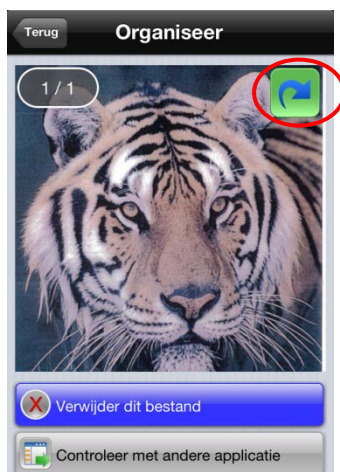 Terug
Organiseer
1 / 1
Verwijder dit bestand
Controleer met andere applicatie